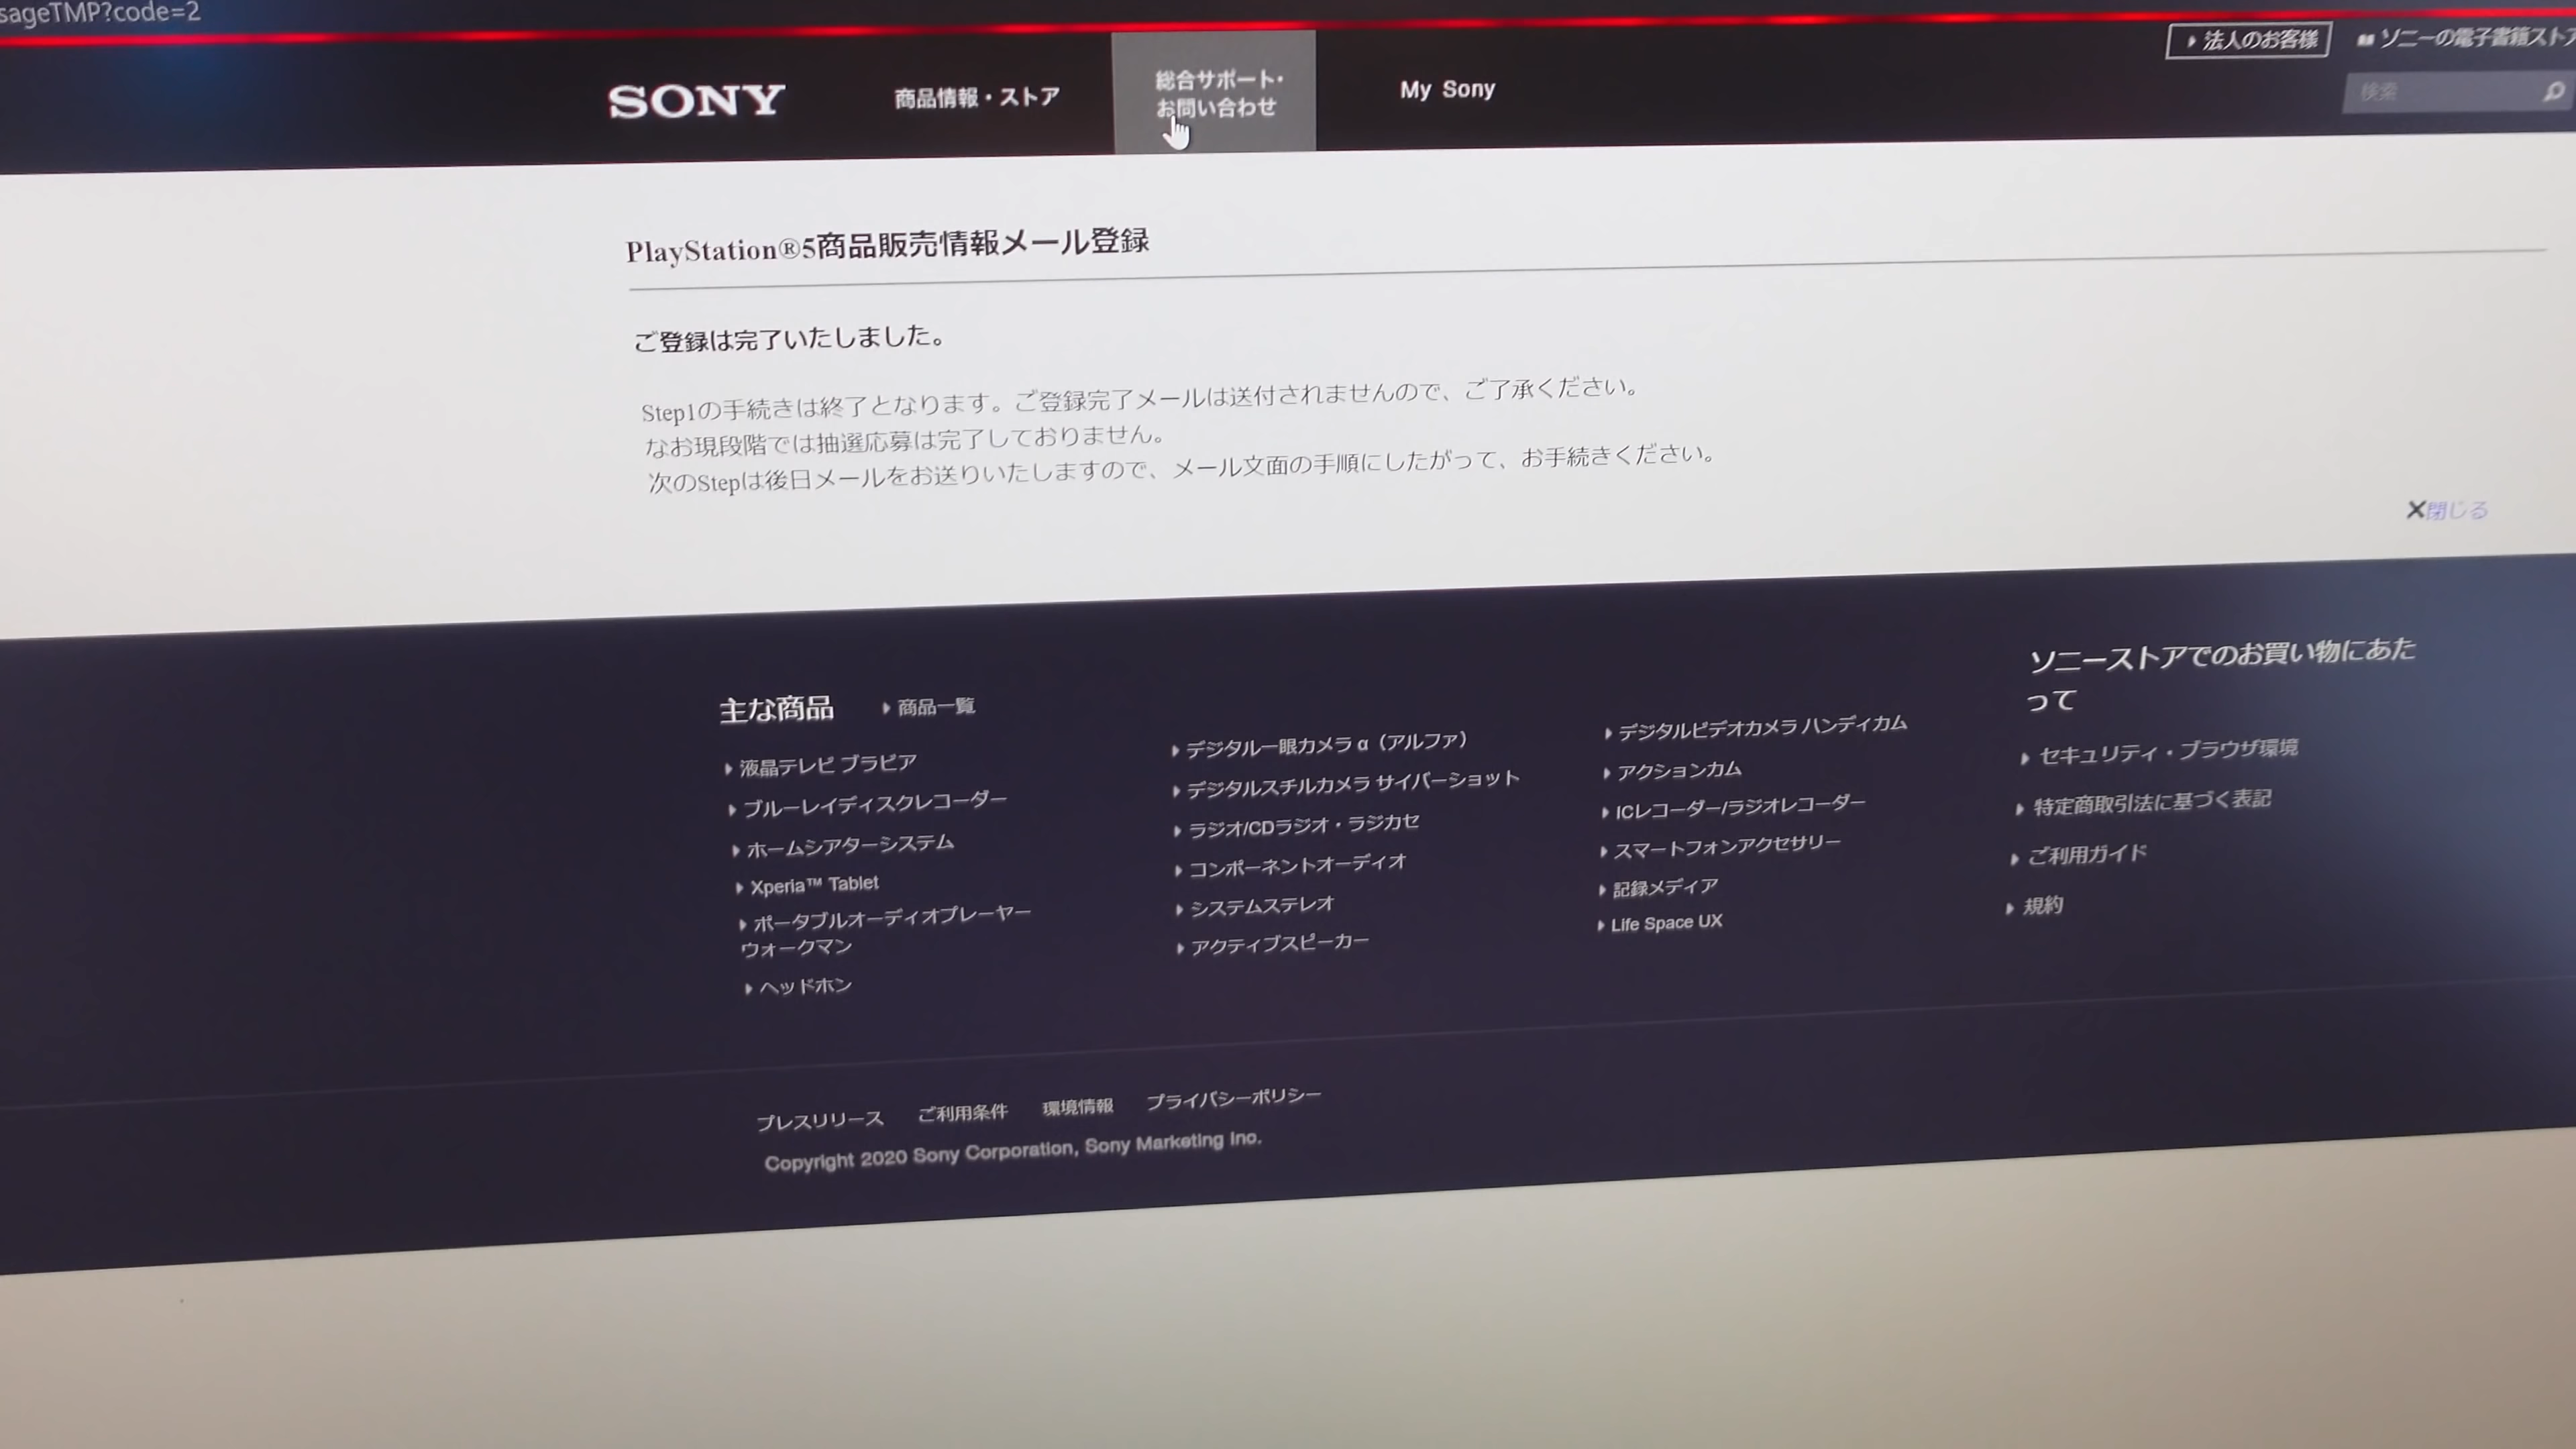 sageTMP?code=2
法人のお客様
ソニーの電子書籍スト
SONY
商品情報・ストア
総合サポート・
お問い合わせ
My Sony
検索
PlayStation®5商品販売情報メール登録
ご登録は完了いたしました。
Step1の手続きは終了となります。ご登録完了メールは送付されませんので、ご了承ください。
なお現段階では抽選応募は完了しておりません。
次のStepは後日メールをお送りいたしますので、メール文面の手順にしたがって、お手続きください。
×閉じる
主な商品
商品一覧
液晶テレビ ブラビア
ブルーレイディスクレコーダー
ホームシアターシステム
Xperia™ Tablet
ポータブルオーディオプレーヤー
ウォークマン
ヘッドホン
デジタル一眼カメラ α（アルファ）
デジタルスチルカメラ サイバーショット
ラジオ/CDラジオ・ラジカセ
コンポーネントオーディオ
システムステレオ
アクティブスピーカー
デジタルビデオカメラ ハンディカム
アクションカム
ICレコーダー/ラジオレコーダー
スマートフォンアクセサリー
記録メディア
Life Space UX
ソニーストアでのお買い物にあた
って
セキュリティ・ブラウザ環境
特定商取引法に基づく表記
ご利用ガイド
規約
プレスリリース
ご利用条件
環境情報
プライバシーポリシー
Copyright 2020 Sony Corporation, Sony Marketing Inc.